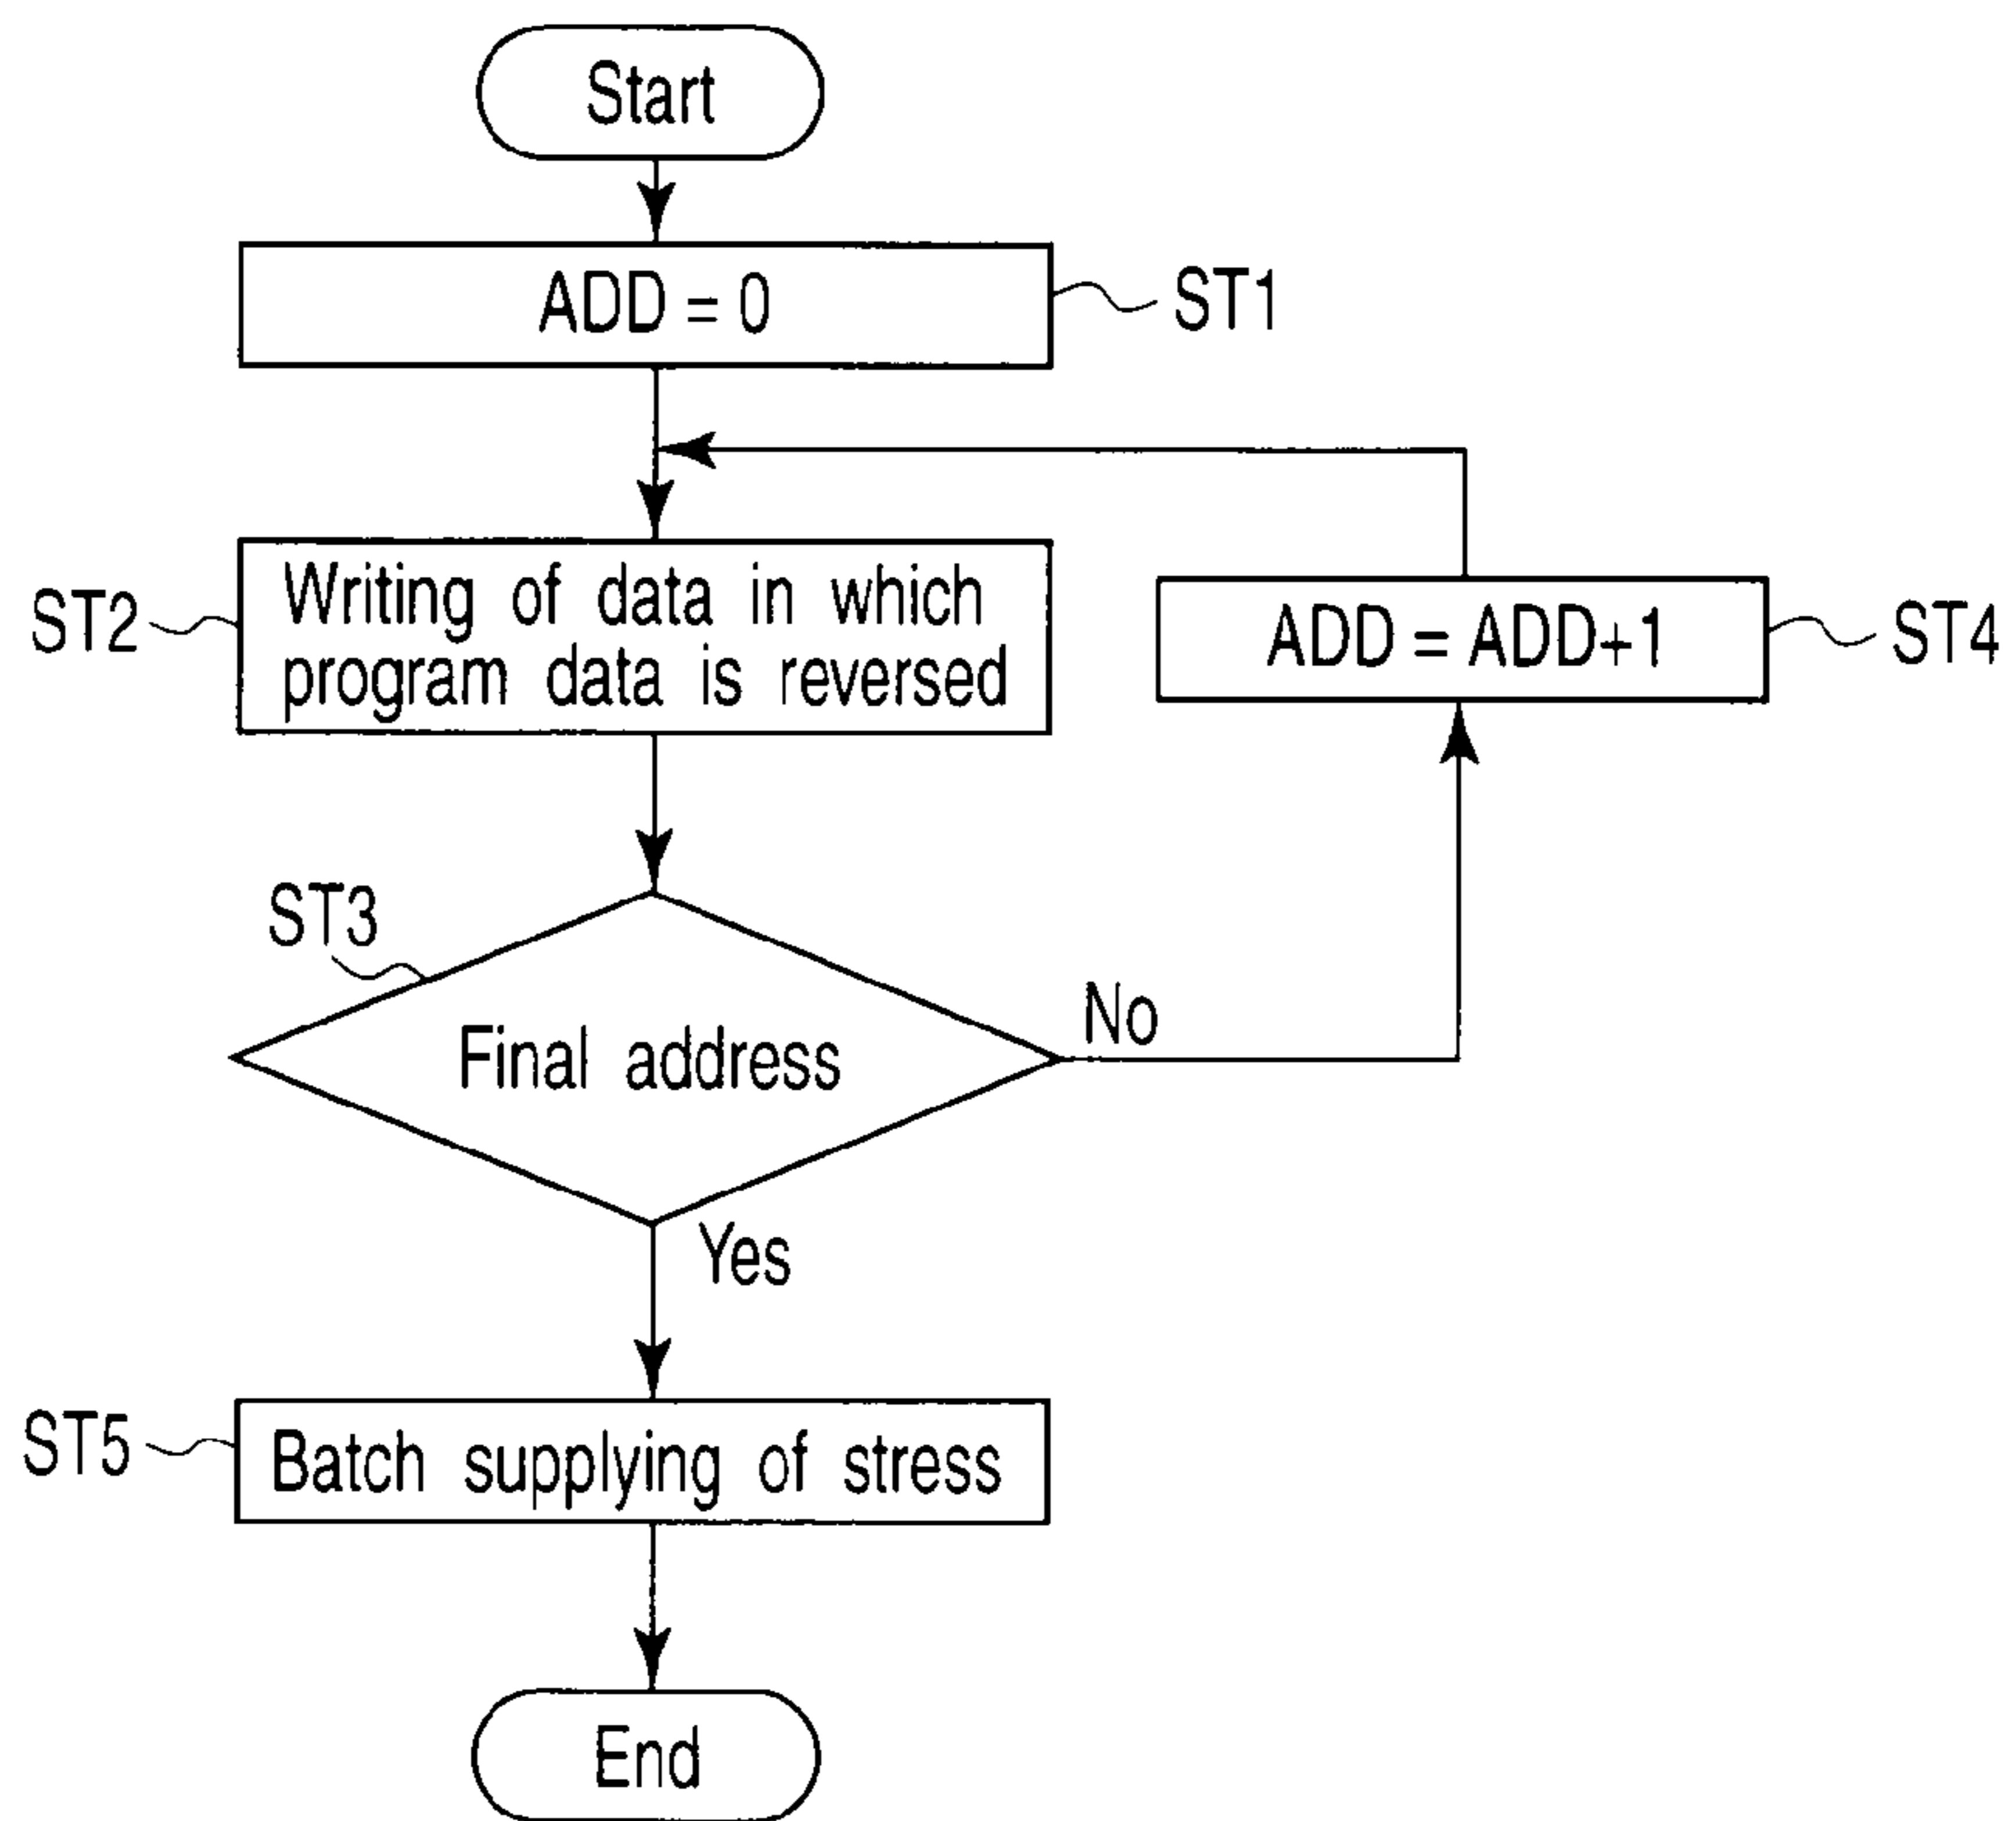 Start
ADD = 0
ST1
ST2
Writing of data in which
program data is reversed
ADD = ADD+1
ST4
ST3
Final address
No
Yes
ST5
Batch supplying of stress
End